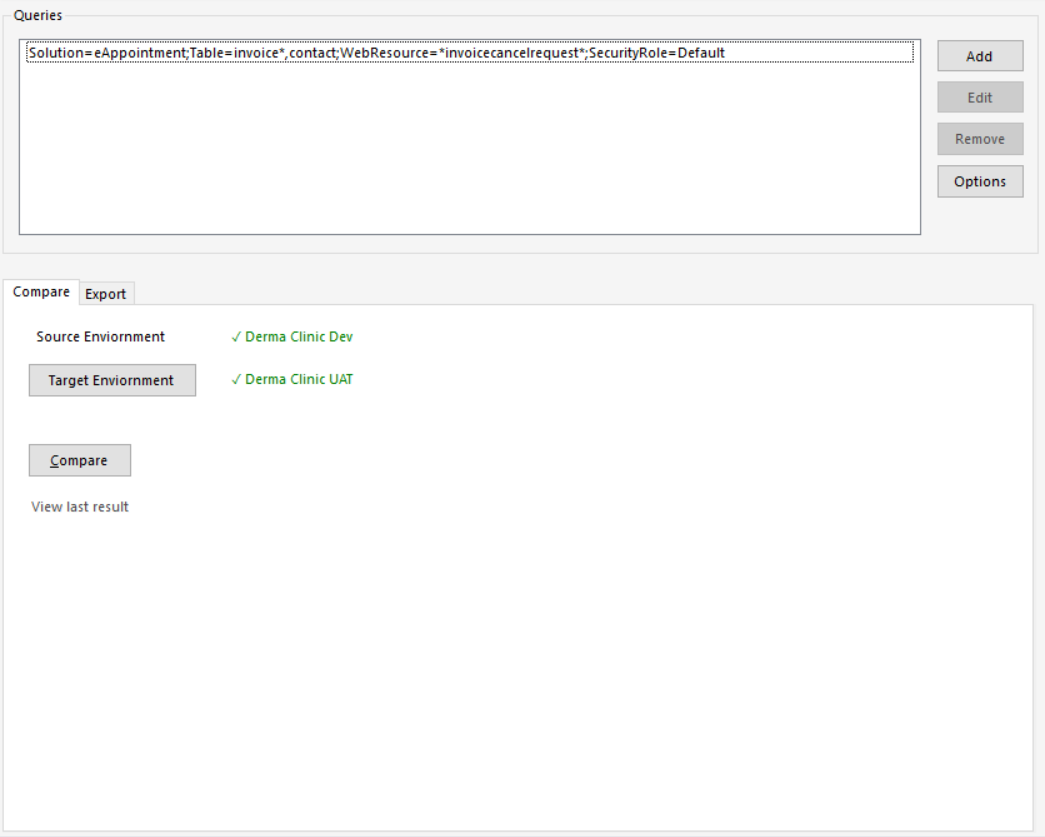 Queries
Solution=eAppointment;Table=invoice*,contact;WebResource=*invoicecancelrequest*;SecurityRole=Default
Add
Edit
Remove
Options
Compare
Export
Source Enviornment
✓ Derma Clinic Dev
Target Enviornment
✓ Derma Clinic UAT
Compare
View last result